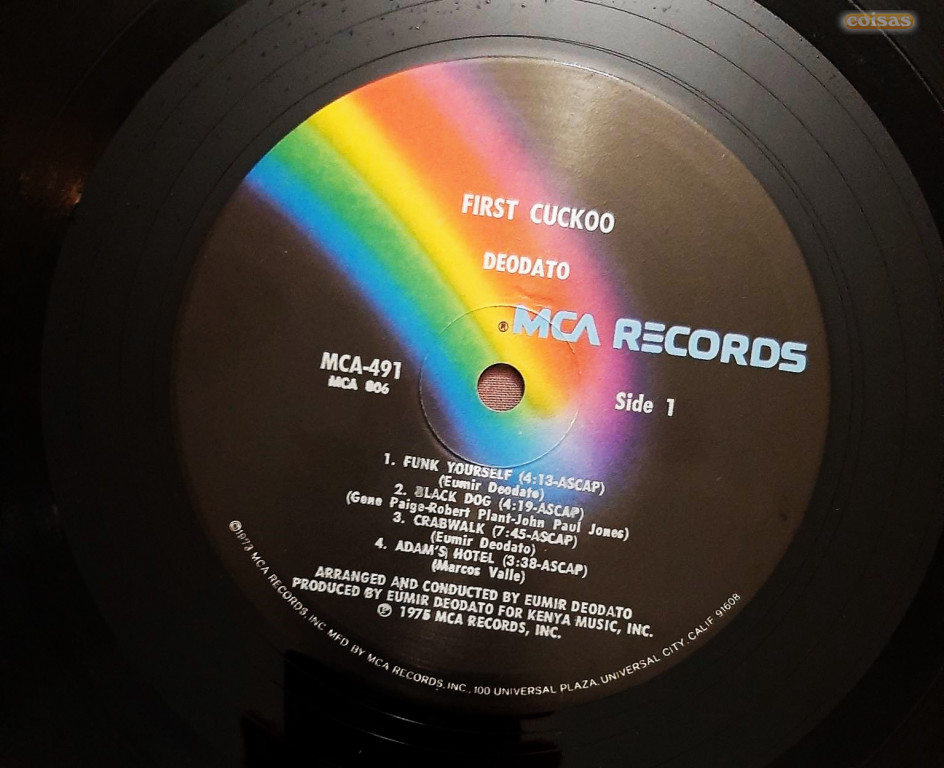 coisas
FIRST CUCKOO
DEODATO
® MCA RECORDS
MCA-491
MCA 806
Side 1
1. FUNK YOURSELF (4:13-ASCAP)
(Eumir Deodato)
2. BLACK DOG (4:19-ASCAP)
(Gene Paige-Robert Plant-John Paul Jones)
3. CRABWALK (7:45-ASCAP)
(Eumir Deodato)
4. ADAM'S HOTEL (3:38-ASCAP)
(Marcos Valle)
ARRANGED AND CONDUCTED BY EUMIR DEODATO
PRODUCED BY EUMIR DEODATO FOR KENYA MUSIC, INC.
℗ 1975 MCA RECORDS, INC.
©1973 MCA RECORDS, INC MFD BY MCA RECORDS, INC., 100 UNIVERSAL PLAZA, UNIVERSAL CITY, CALIF 91608